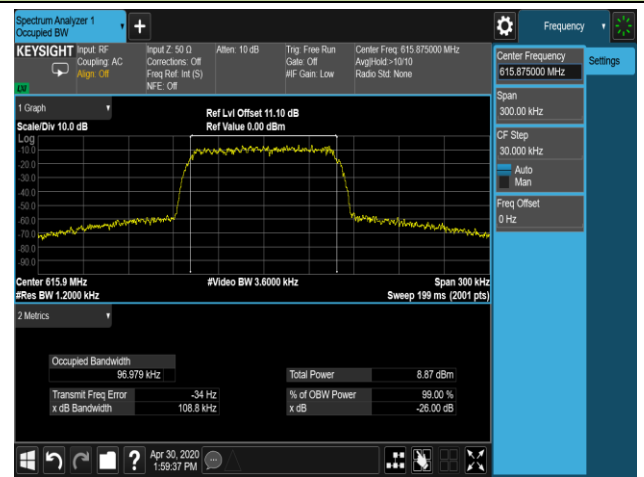 Spectrum Analyzer 1
Occupied BW
+
Frequency
KEYSIGHT
Input: RF
Coupling: AC
Align: Off
Input Z: 50 Ω
Corrections: Off
Freq Ref: Int (S)
NFE: Off
Atten: 10 dB
Trig: Free Run
Gate: Off
#IF Gain: Low
Center Freq: 615.875000 MHz
Avg|Hold:>10/10
Radio Std: None
LXI
Center Frequency
615.875000 MHz
Settings
Span
300.00 kHz
CF Step
30.000 kHz
Auto
Man
Freq Offset
0 Hz
1 Graph
Scale/Div 10.0 dB
Ref Lvl Offset 11.10 dB
Ref Value 0.00 dBm
Log
-10.0
-20.0
-30.0
-40.0
-50.0
-60.0
-70.0
-80.0
-90.0
Center 615.9 MHz
#Res BW 1.2000 kHz
#Video BW 3.6000 kHz
Span 300 kHz
Sweep 199 ms (2001 pts)
2 Metrics
Occupied Bandwidth
96.979 kHz
Total Power 8.87 dBm
Transmit Freq Error -34 Hz
% of OBW Power 99.00 %
x dB Bandwidth 108.8 kHz
x dB -26.00 dB
?
Apr 30, 2020
1:59:37 PM